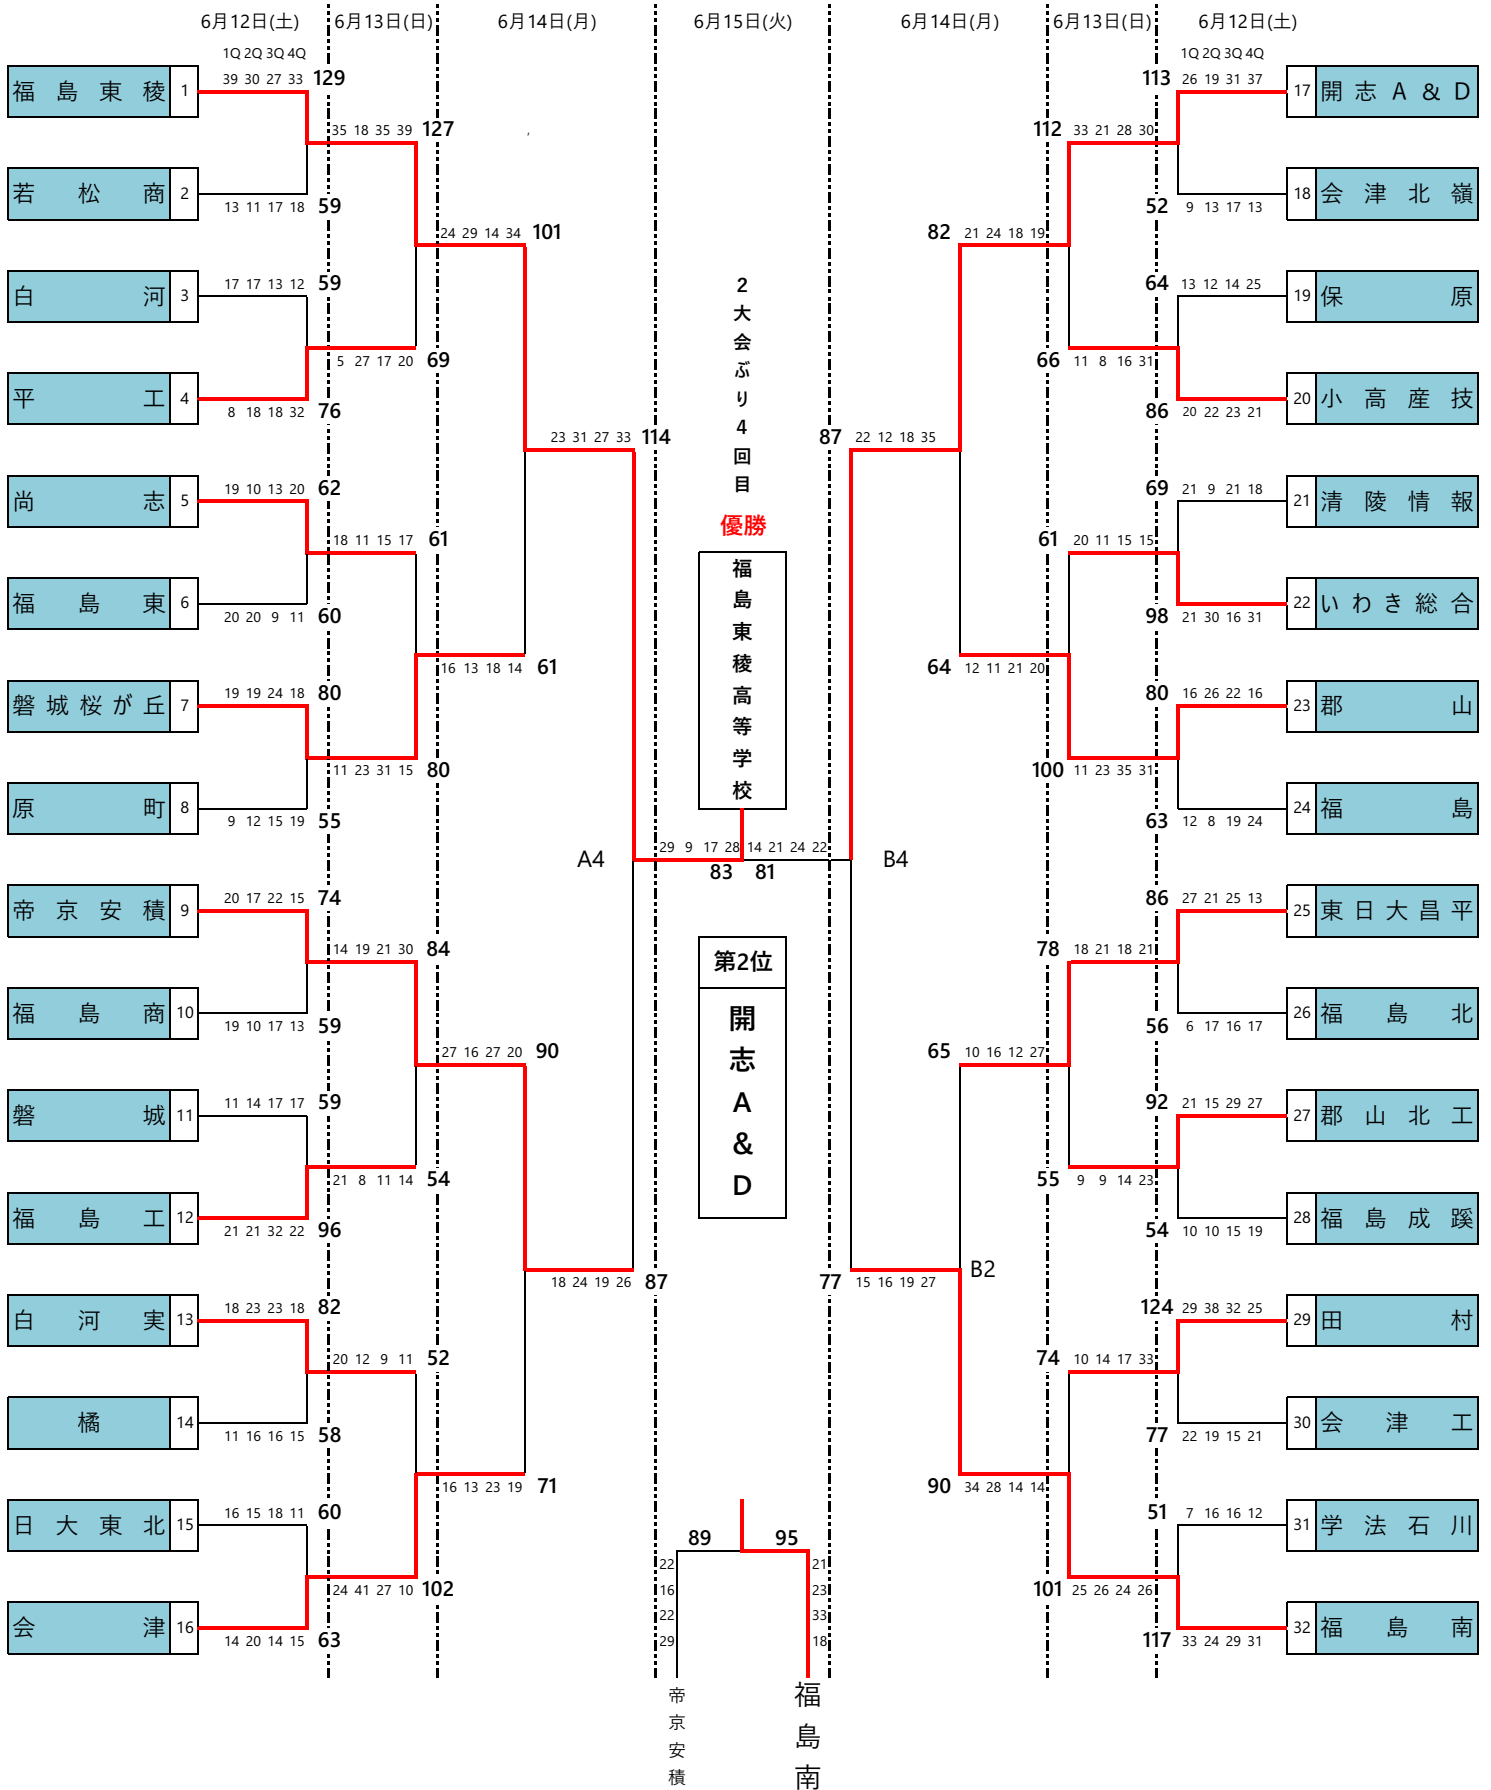 6月12日(土) 6月13日(日) 6月14日(月) 6月15日(火) 6月14日(月) 6月13日(日) 6月12日(土)
1Q 2Q 3Q 4Q
福島東稜 1 39 30 27 33 129
35 18 35 39 127
若松商 2 13 11 17 18 59
24 29 14 34 101
白河 3 17 17 13 12 59
5 27 17 20 69
平工 4 8 18 18 32 76
23 31 27 33 114
尚志 5 19 10 13 20 62
18 11 15 17 61
福島東 6 20 20 9 11 60
16 13 18 14 61
磐城桜が丘 7 19 19 24 18 80
11 23 31 15 80
原町 8 9 12 15 19 55
A4
帝京安積 9 20 17 22 15 74
14 19 21 30 84
福島商 10 19 10 17 13 59
27 16 27 20 90
磐城 11 11 14 17 17 59
21 8 11 14 54
福島工 12 21 21 32 22 96
18 24 19 26 87
白河実 13 18 23 23 18 82
20 12 9 11 52
橘 14 11 16 16 15 58
16 13 23 19 71
日大東北 15 16 15 18 11 60
24 41 27 10 102
会津 16 14 20 14 15 63
2大会ぶり4回目
優勝
福島東稜高等学校
29 9 17 28 14 21 24 22
83 81
第2位
開志A&D
89 95
22 21
16 23
22 33
29 18
帝京安積
福島南
1Q 2Q 3Q 4Q
113 26 19 31 37 17 開志A&D
112 33 21 28 30
52 9 13 17 13 18 会津北嶺
82 21 24 18 19
64 13 12 14 25 19 保原
66 11 8 16 31
86 20 22 23 21 20 小高産技
87 22 12 18 35
69 21 9 21 18 21 清陵情報
61 20 11 15 15
98 21 30 16 31 22 いわき総合
64 12 11 21 20
80 16 26 22 16 23 郡山
100 11 23 35 31
63 12 8 19 24 24 福島
B4
86 27 21 25 13 25 東日大昌平
78 18 21 18 21
56 6 17 16 17 26 福島北
65 10 16 12 27
92 21 15 29 27 27 郡山北工
55 9 9 14 23
54 10 10 15 19 28 福島成蹊
B2
77 15 16 19 27
124 29 38 32 25 29 田村
74 10 14 17 33
77 22 19 15 21 30 会津工
90 34 28 14 14
51 7 16 16 12 31 学法石川
101 25 26 24 26
117 33 24 29 31 32 福島南